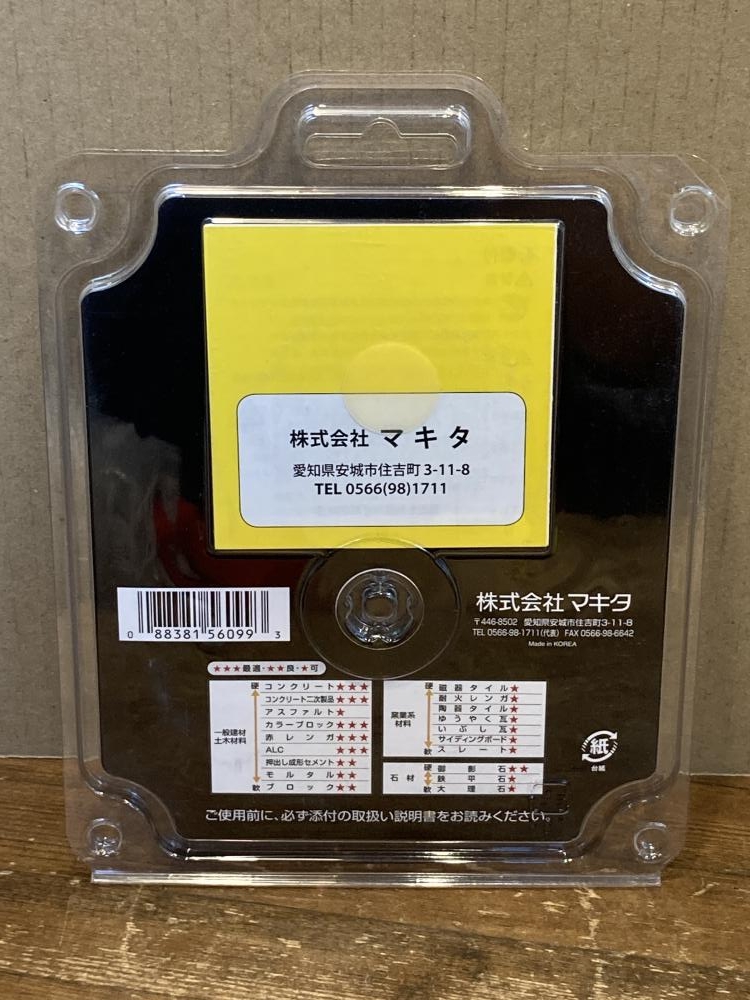 株式会社 マキタ
愛知県安城市住吉町 3-11-8
TEL 0566(98)1711
0 88381 56099 3
株式会社マキタ
〒446-8502 愛知県安城市住吉町3-11-8
TEL 0566-98-1711(代表) FAX 0566-98-6642
Made in KOREA
★★★最適・★★良・★可
一般建材
土木材料
硬 コンクリート★★★
コンクリート二次製品★★★
アスファルト★
カラーブロック★★★
赤レンガ★★★
ALC ★★★
押出し成形セメント★★
モルタル★★
軟 ブロック★★
窯業系
材料
硬 磁器タイル★
耐火レンガ★
陶器タイル★
ゆうやく瓦★
いぶし瓦★
サイディングボード★
軟 スレート★
石材
硬 御影石★★
鉄平石★
軟 大理石★
紙
台紙
ご使用前に、必ず添付の取扱い説明書をお読みください。